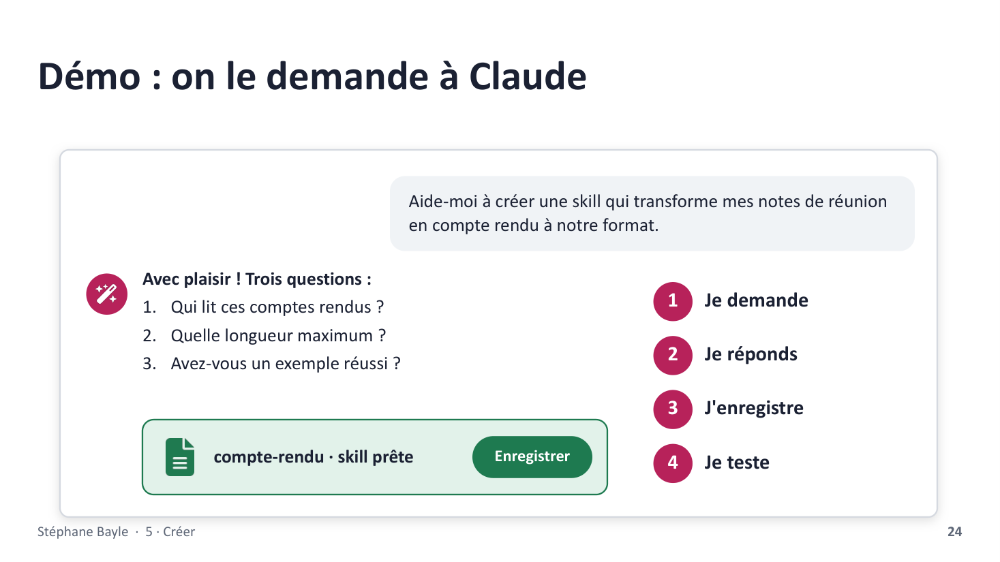 Démo : on le demande à Claude
Aide-moi à créer une skill qui transforme mes notes de réunion
en compte rendu à notre format.
Avec plaisir ! Trois questions :
1. Qui lit ces comptes rendus ?
2. Quelle longueur maximum ?
3. Avez-vous un exemple réussi ?
compte-rendu · skill prête
Enregistrer
1 Je demande
2 Je réponds
3 J'enregistre
4 Je teste
Stéphane Bayle · 5 · Créer
24